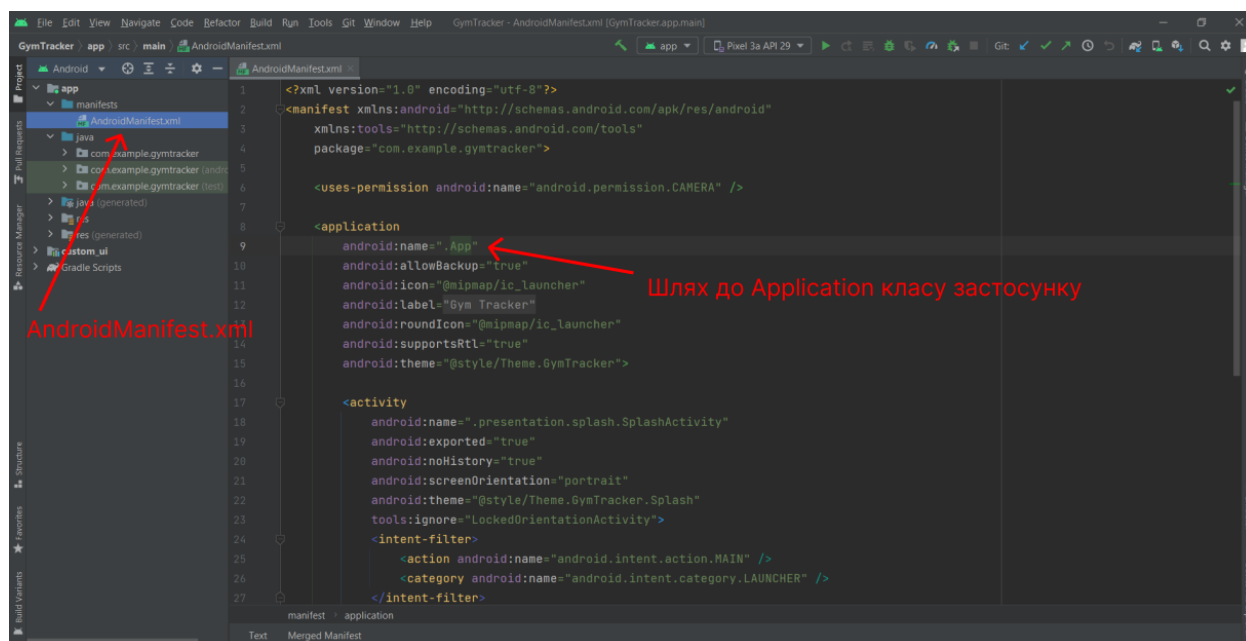 File Edit View Navigate Code Refactor Build Run Tools Git Window Help GymTracker - AndroidManifest.xml [GymTracker.app.main]
GymTracker app src main AndroidManifest.xml
app Pixel 3a API 29 Git:
Project
Pull Requests
Resource Manager
Structure
Favorites
Build Variants
Android
app
manifests
AndroidManifest.xml
java
com.example.gymtracker
com.example.gymtracker (andro
com.example.gymtracker (test)
java (generated)
res
res (generated)
custom_ui
Gradle Scripts
AndroidManifest.xml
AndroidManifest.xml
1 <?xml version="1.0" encoding="utf-8"?>
2 <manifest xmlns:android="http://schemas.android.com/apk/res/android"
3 xmlns:tools="http://schemas.android.com/tools"
4 package="com.example.gymtracker">
5
6 <uses-permission android:name="android.permission.CAMERA" />
7
8 <application
9 android:name=".App"
10 android:allowBackup="true"
11 android:icon="@mipmap/ic_launcher"
12 android:label="Gym Tracker"
13 android:roundIcon="@mipmap/ic_launcher"
14 android:supportsRtl="true"
15 android:theme="@style/Theme.GymTracker">
16
17 <activity
18 android:name=".presentation.splash.SplashActivity"
19 android:exported="true"
20 android:noHistory="true"
21 android:screenOrientation="portrait"
22 android:theme="@style/Theme.GymTracker.Splash"
23 tools:ignore="LockedOrientationActivity">
24 <intent-filter>
25 <action android:name="android.intent.action.MAIN" />
26 <category android:name="android.intent.category.LAUNCHER" />
27 </intent-filter>
Шлях до Application класу застосунку
manifest application
Text Merged Manifest